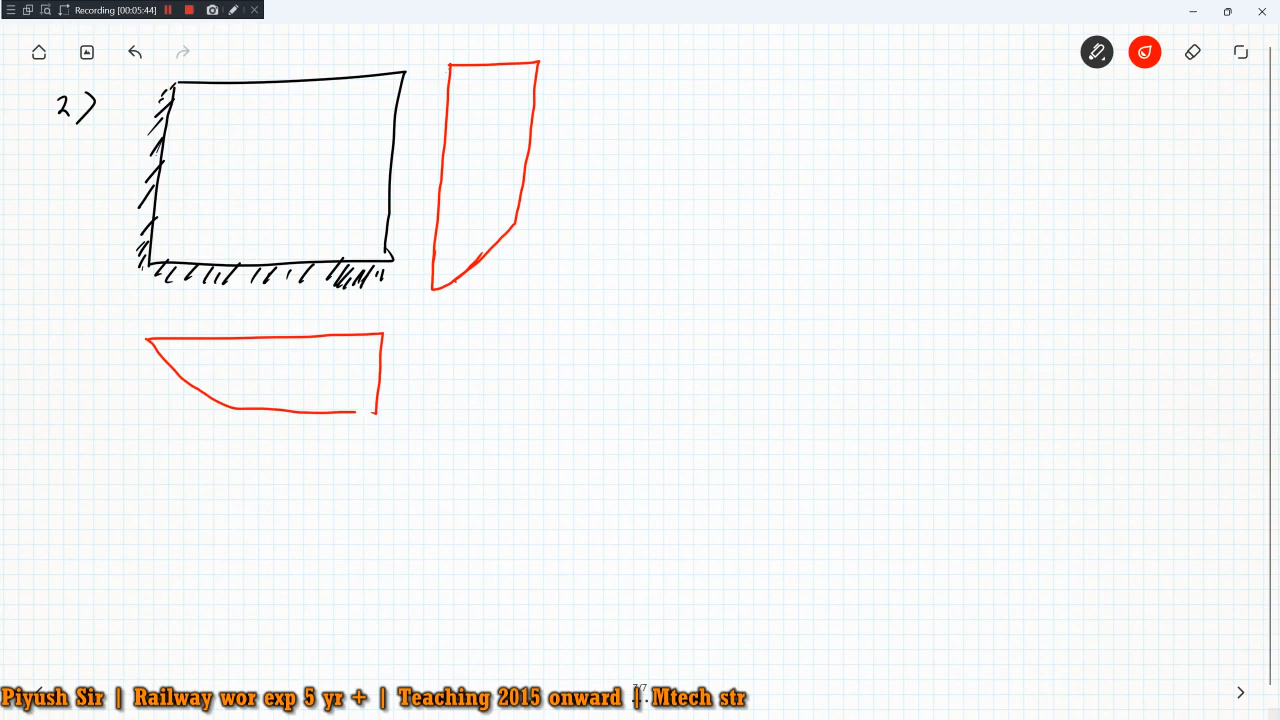 Recording [00:05:44]
2)
Piyush Sir | Railway wor exp 5 yr + | Teaching 2015 onward | Mtech str